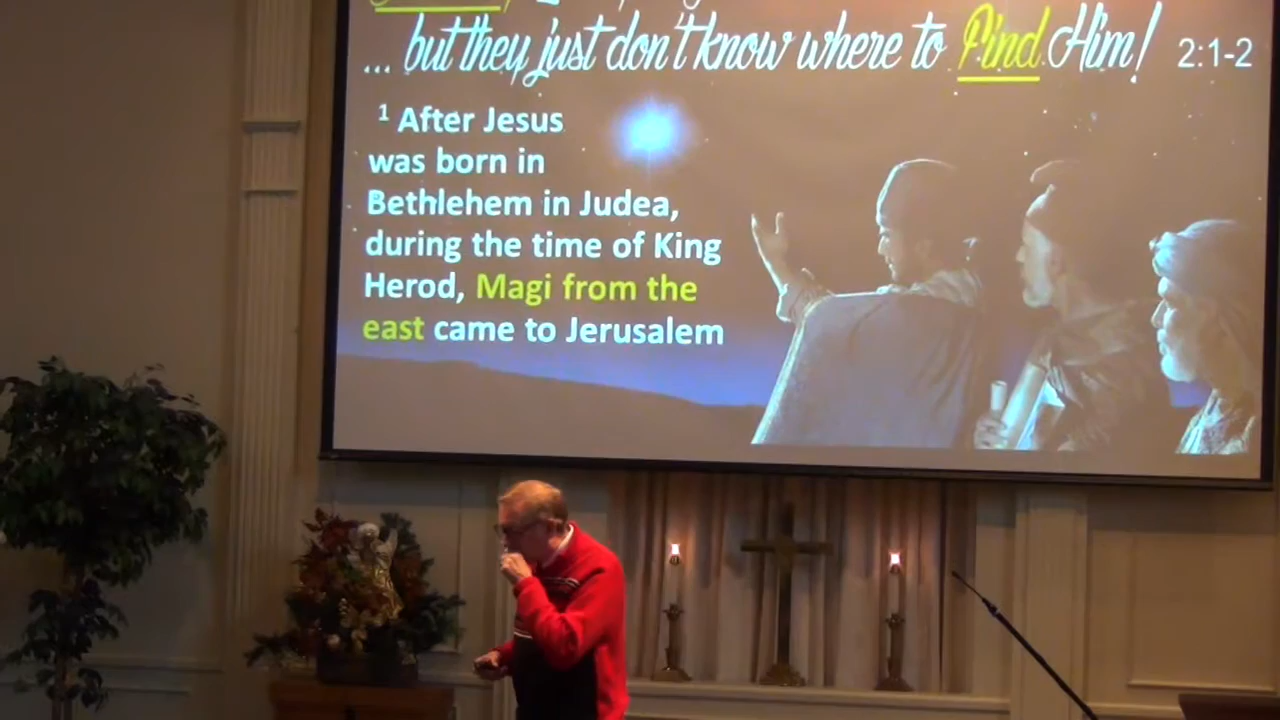 ... but they just don't know where to Find Him! 2:1-2
1 After Jesus
was born in
Bethlehem in Judea,
during the time of King
Herod, Magi from the
east came to Jerusalem